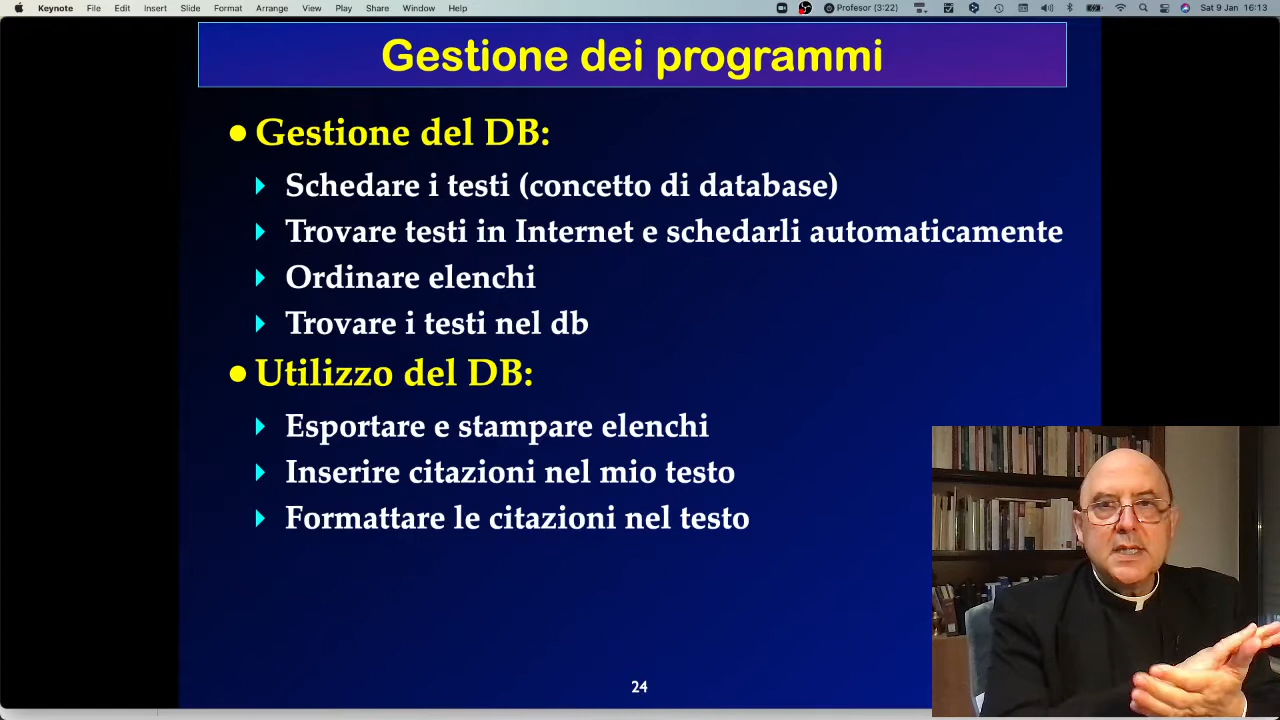 Keynote File Edit Insert Slide Format Arrange View Play Share Window Help Profesor (3:22) Sat 9 Jan 16:13
Gestione dei programmi
• Gestione del DB:
Schedare i testi (concetto di database)
Trovare testi in Internet e schedarli automaticamente
Ordinare elenchi
Trovare i testi nel db
• Utilizzo del DB:
Esportare e stampare elenchi
Inserire citazioni nel mio testo
Formattare le citazioni nel testo
24